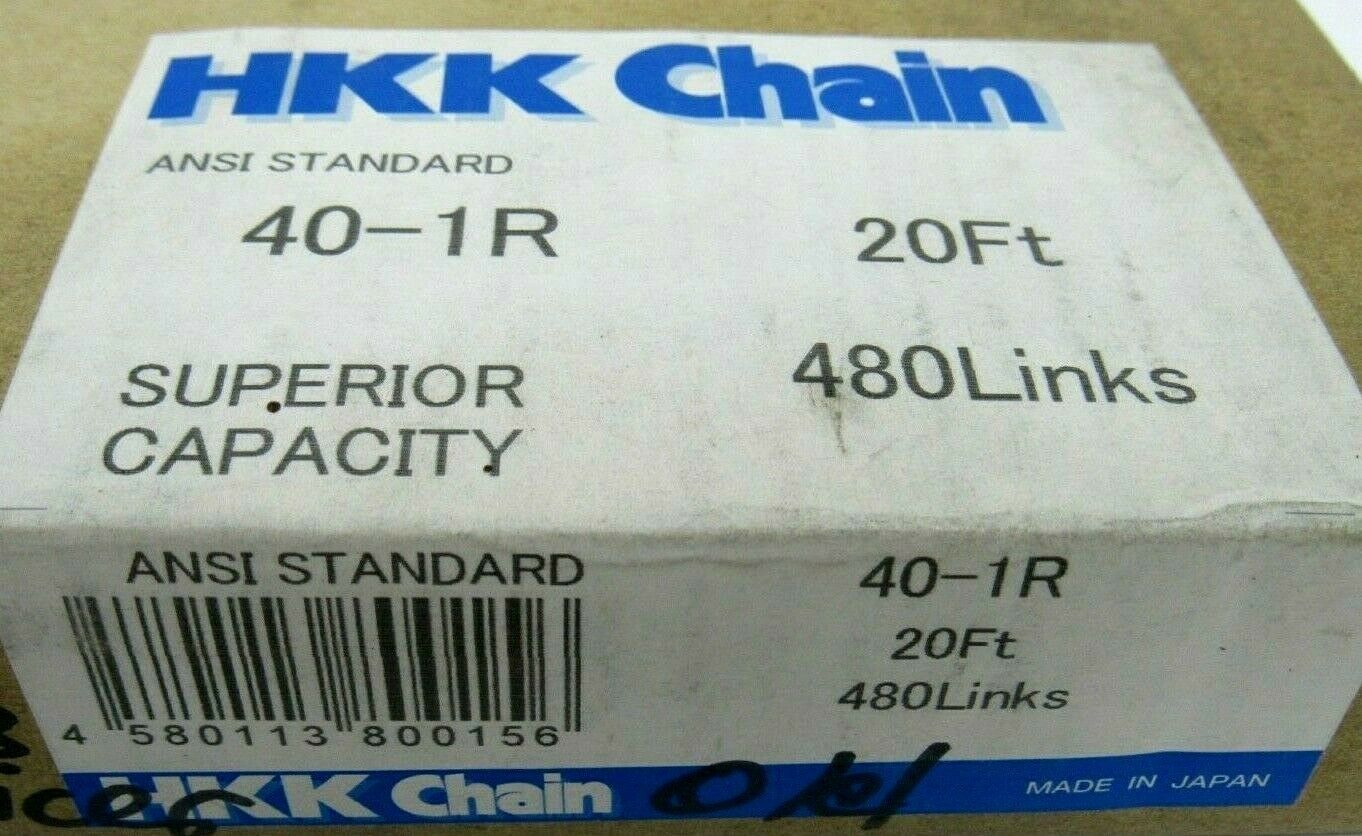 HKK Chain
ANSI STANDARD
40-1R 20Ft
SUPERIOR 480Links
CAPACITY
ANSI STANDARD 40-1R
20Ft
480Links
4 580113 800156
HKK Chain MADE IN JAPAN